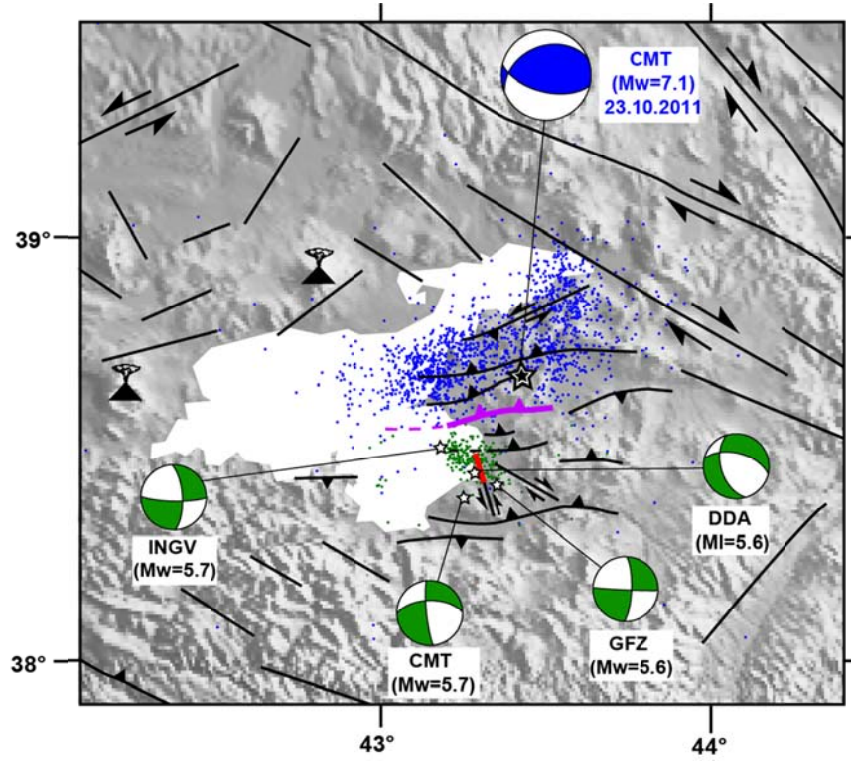 CMT
(Mw=7.1)
23.10.2011
39°
DDA
(Ml=5.6)
INGV
(Mw=5.7)
GFZ
(Mw=5.6)
CMT
(Mw=5.7)
38°
43°
44°